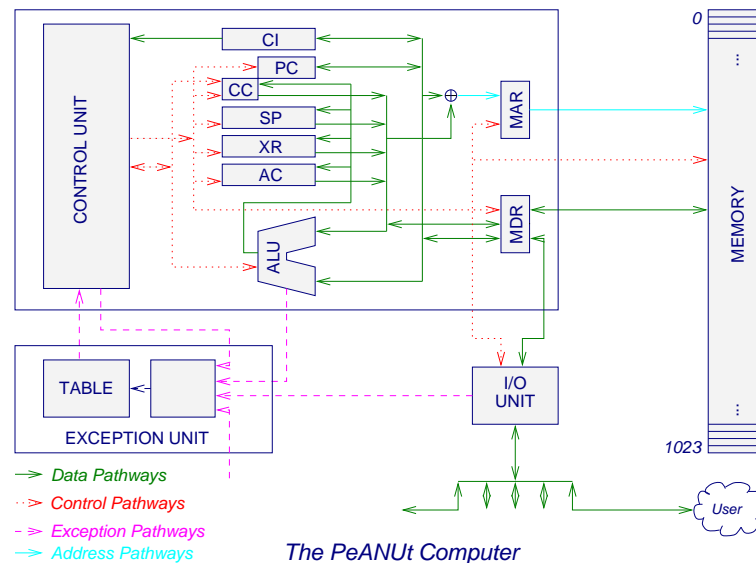 0
CI
PC
CC
SP
XR
AC
ALU
CONTROL UNIT
MAR
MDR
...
MEMORY
...
1023
TABLE
EXCEPTION UNIT
I/O
UNIT
User
Data Pathways
Control Pathways
Exception Pathways
Address Pathways
The PeANUt Computer